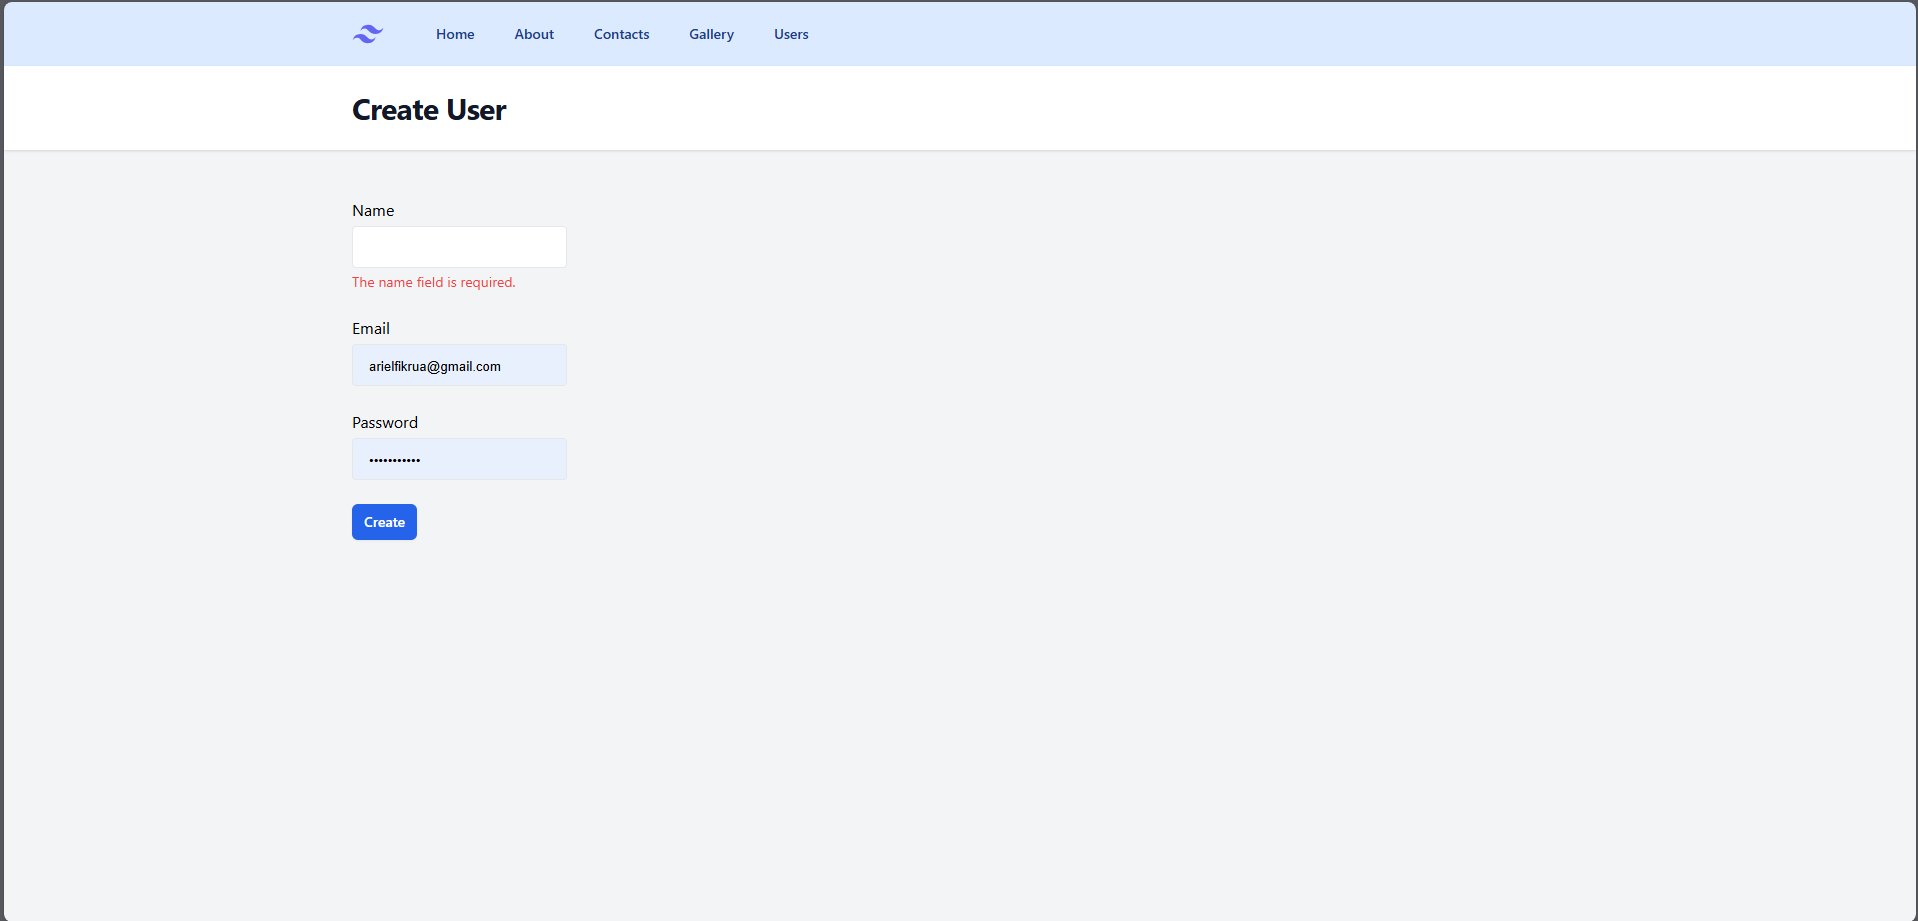 Home About Contacts Gallery Users
Create User
Name
The name field is required.
Email
arielfikrua@gmail.com
Password
•••••••••••
Create